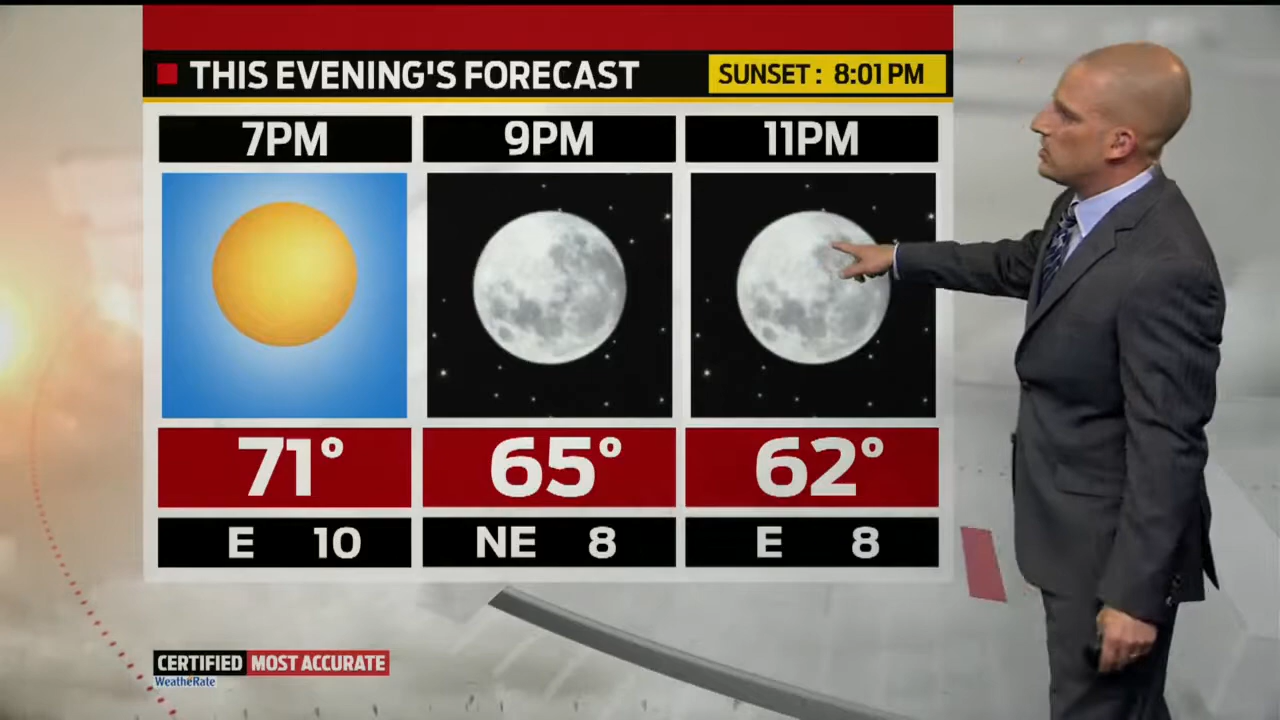 THIS EVENING'S FORECAST
SUNSET : 8:01 PM
7PM 9PM 11PM
71° 65° 62°
E 10 NE 8 E 8
CERTIFIED MOST ACCURATE
WeatheRate